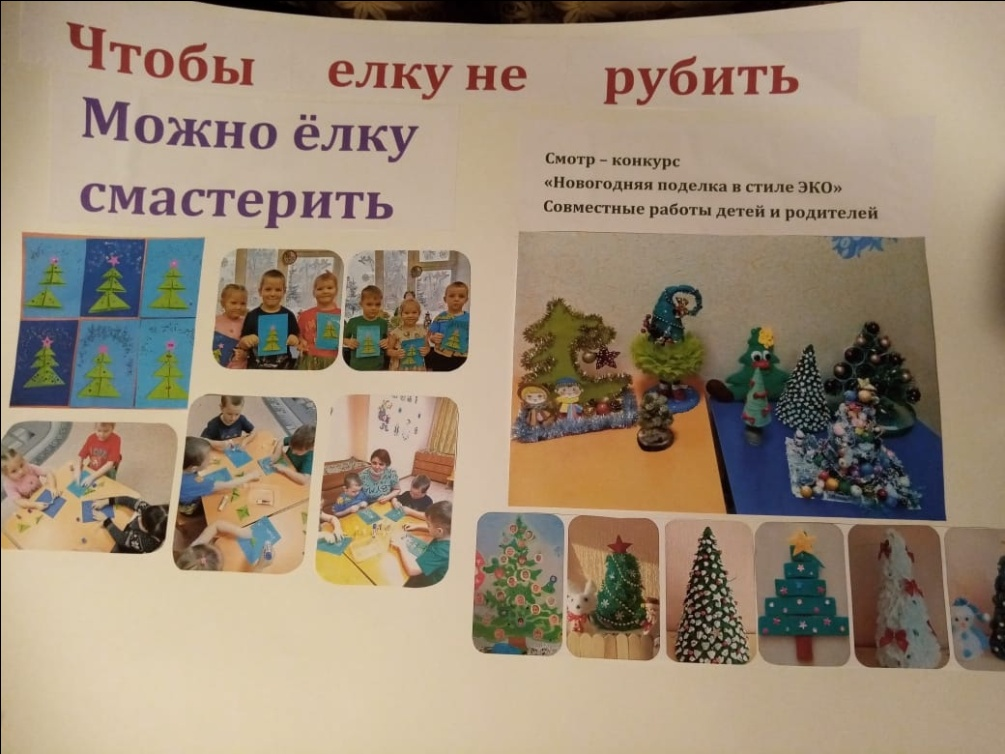 Чтобы елку не рубить
Можно ёлку
смастерить
Смотр – конкурс
«Новогодняя поделка в стиле ЭКО»
Совместные работы детей и родителей